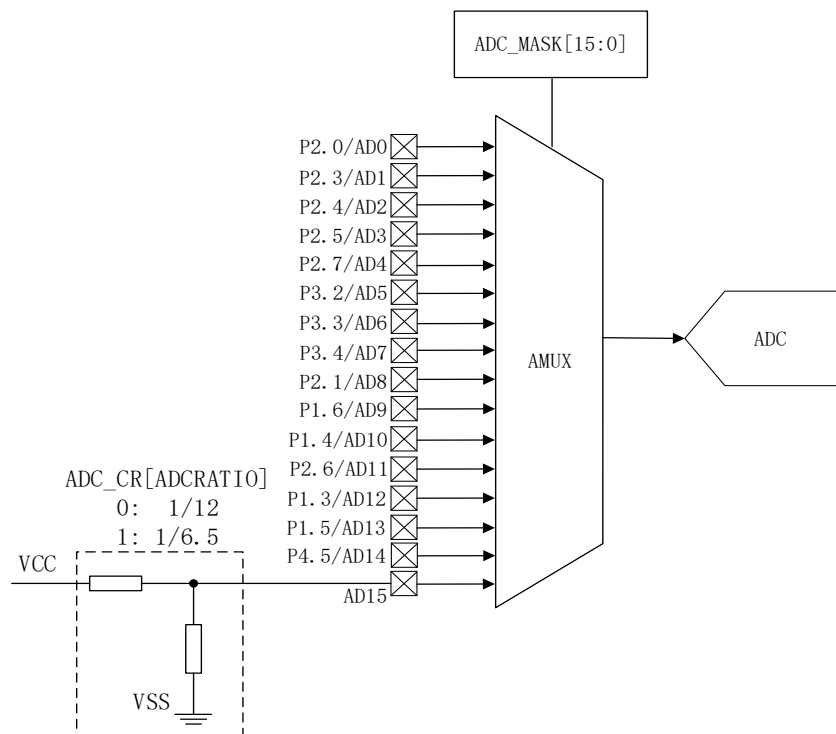 ADC_MASK[15:0]
P2.0/AD0
P2.3/AD1
P2.4/AD2
P2.5/AD3
P2.7/AD4
P3.2/AD5
P3.3/AD6
P3.4/AD7
P2.1/AD8
P1.6/AD9
P1.4/AD10
P2.6/AD11
P1.3/AD12
P1.5/AD13
P4.5/AD14
AD15
AMUX
ADC
ADC_CR[ADCRATIO]
0: 1/12
1: 1/6.5
VCC
VSS